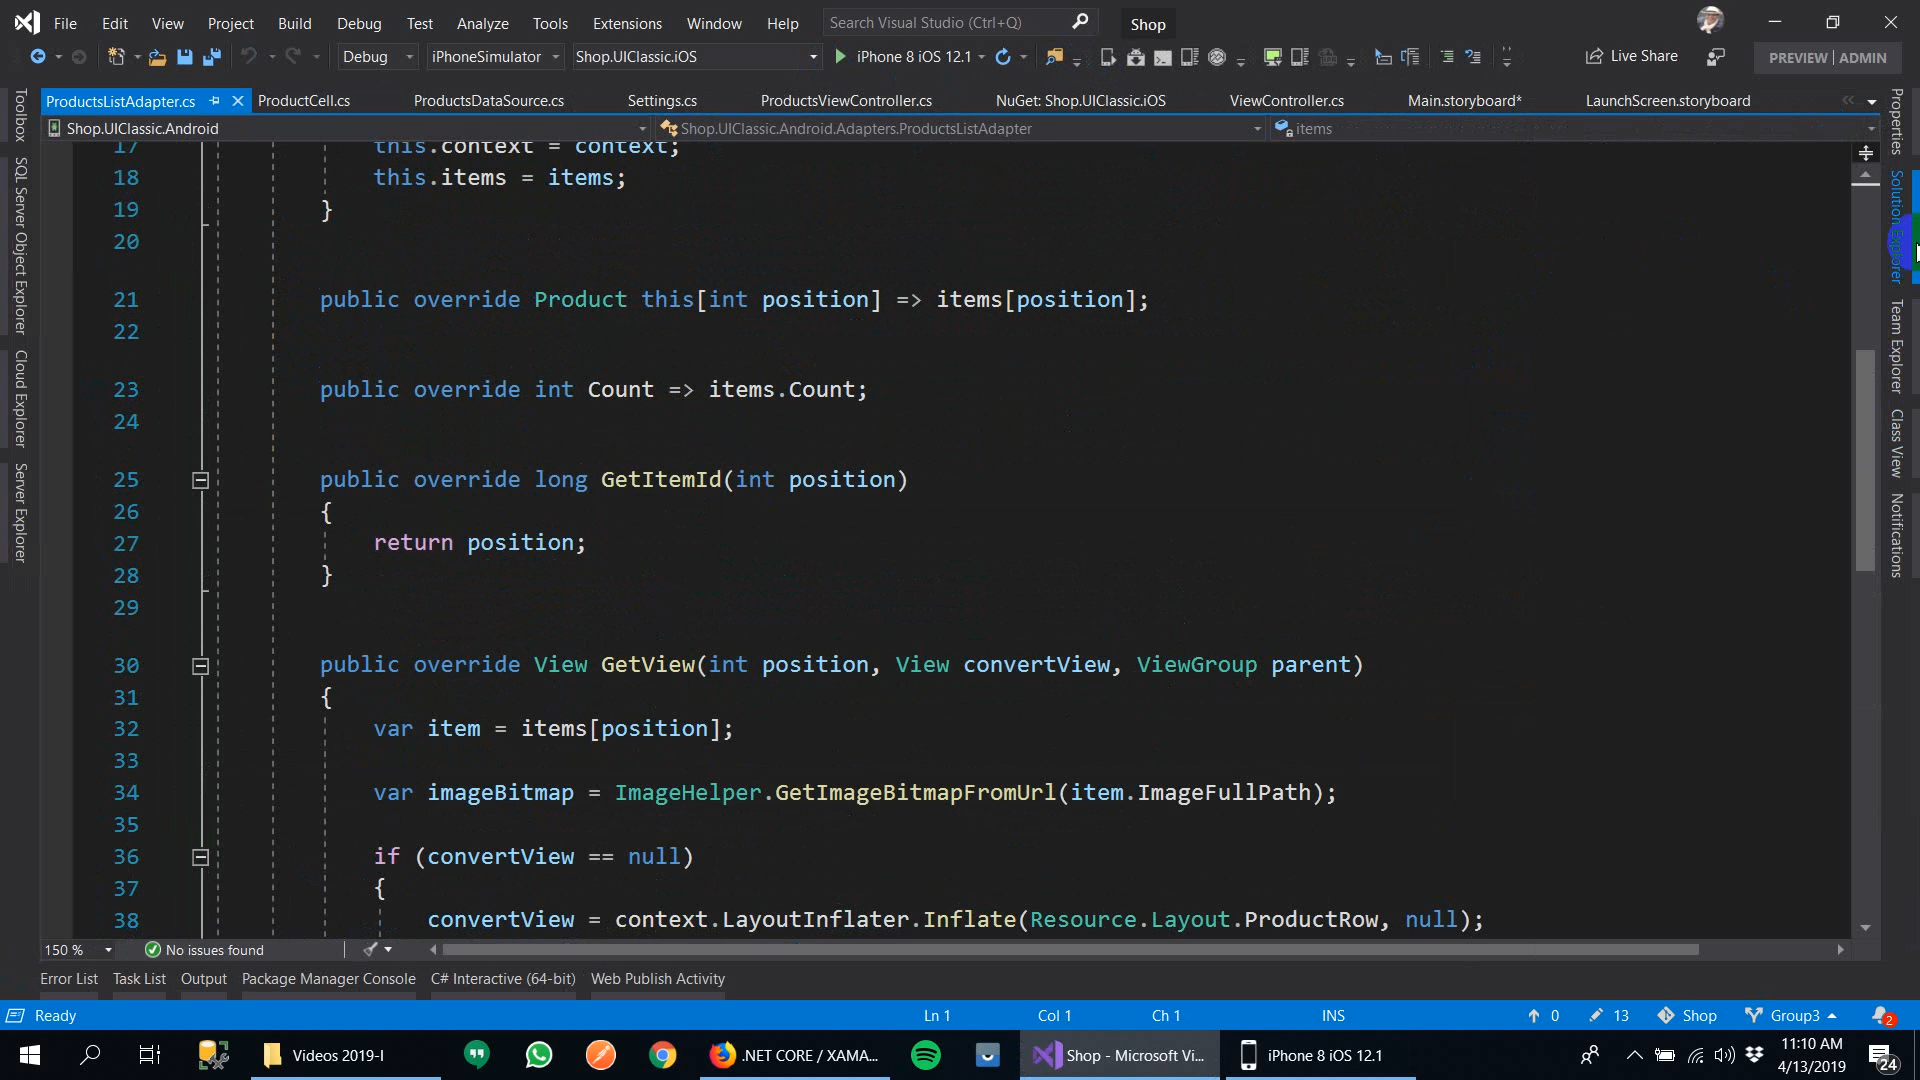 File Edit View Project Build Debug Test Analyze Tools Extensions Window Help Search Visual Studio (Ctrl+Q) Shop
Debug iPhoneSimulator Shop.UIClassic.iOS iPhone 8 iOS 12.1 Live Share PREVIEW ADMIN
ProductsListAdapter.cs ProductCell.cs ProductsDataSource.cs Settings.cs ProductsViewController.cs NuGet: Shop.UIClassic.iOS ViewController.cs Main.storyboard* LaunchScreen.storyboard
Shop.UIClassic.Android Shop.UIClassic.Android.Adapters.ProductsListAdapter items
Toolbox
SQL Server Object Explorer
Cloud Explorer
Server Explorer
17 this.context = context;
18 this.items = items;
19 }
20
21 public override Product this[int position] => items[position];
22
23 public override int Count => items.Count;
24
25 public override long GetItemId(int position)
26 {
27 return position;
28 }
29
30 public override View GetView(int position, View convertView, ViewGroup parent)
31 {
32 var item = items[position];
33
34 var imageBitmap = ImageHelper.GetImageBitmapFromUrl(item.ImageFullPath);
35
36 if (convertView == null)
37 {
38 convertView = context.LayoutInflater.Inflate(Resource.Layout.ProductRow, null);
Properties
Solution Explorer
Team Explorer
Class View
Notifications
150 % No issues found
Error List Task List Output Package Manager Console C# Interactive (64-bit) Web Publish Activity
Ready Ln 1 Col 1 Ch 1 INS 0 13 Shop Group3 2
Videos 2019-I .NET CORE / XAMA... Shop - Microsoft Vi... iPhone 8 iOS 12.1 11:10 AM
4/13/2019 24